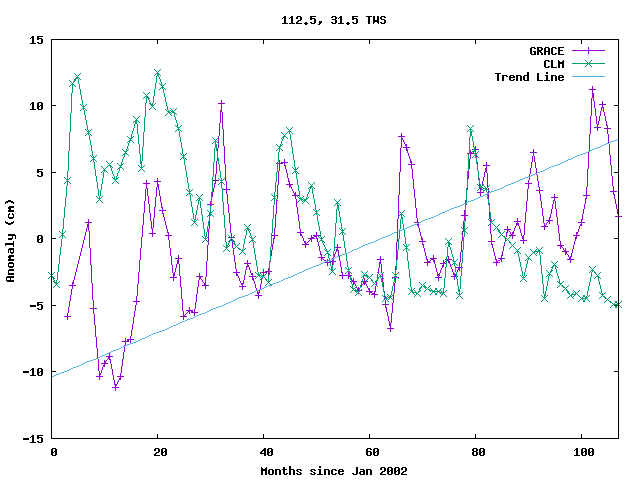 112.5, 31.5 TWS
GRACE
CLM
Trend Line
15
10
5
0
-5
-10
-15
Anomaly (cm)
0 20 40 60 80 100
Months since Jan 2002